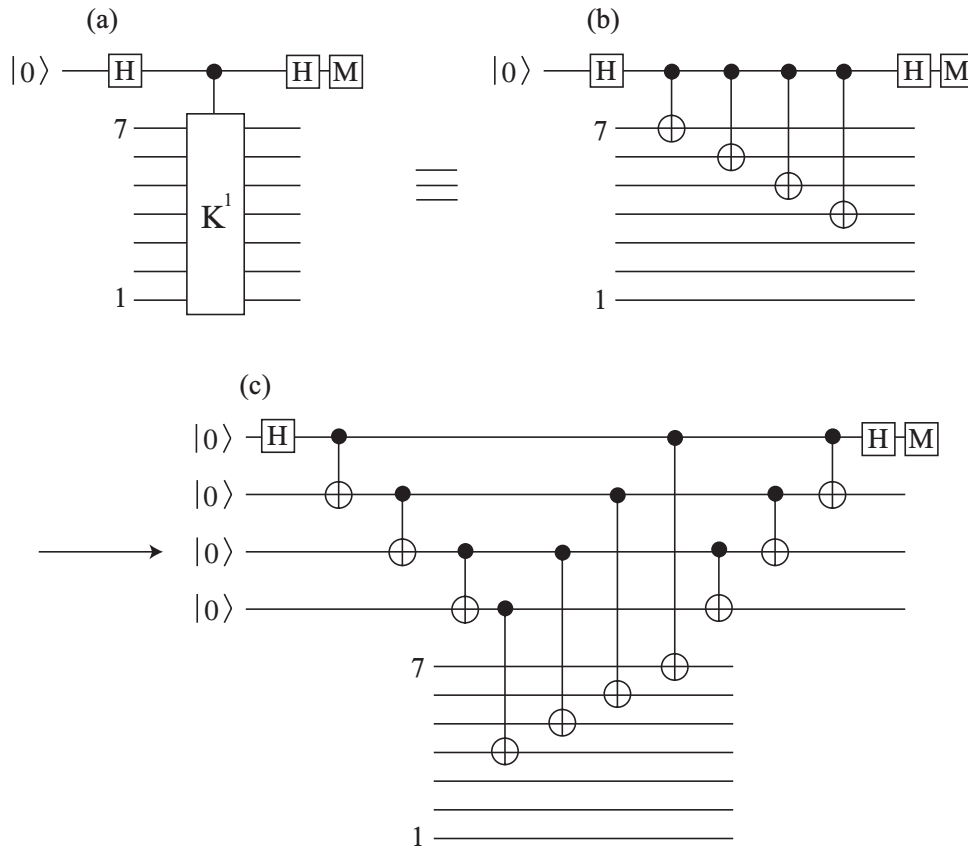 (a) (b)
|0⟩ H H M |0⟩ H H M
7 7
K¹
1 1
(c)
|0⟩ H H M
|0⟩
|0⟩
|0⟩
7
1